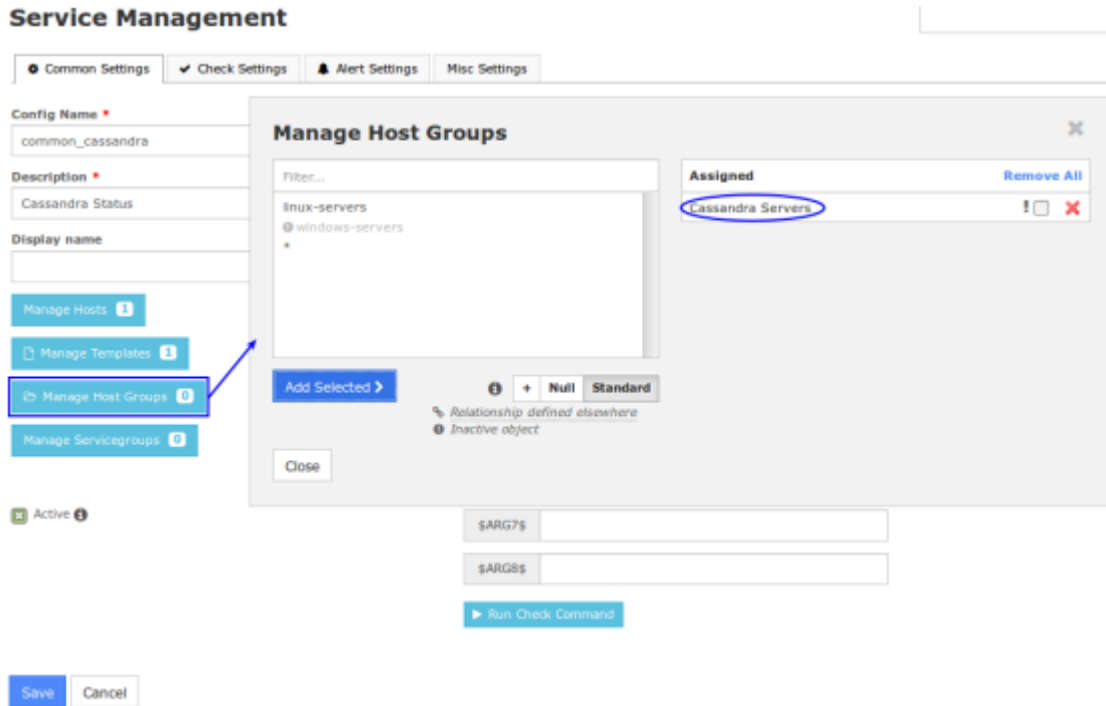 Service Management
Common Settings
Check Settings
Alert Settings
Misc Settings
Config Name *
common_cassandra
Description *
Cassandra Status
Display name
Manage Hosts 1
Manage Templates 1
Manage Host Groups 0
Manage Servicegroups 0
Active
Manage Host Groups
Filter...
linux-servers
windows-servers
*
Add Selected
+ Null Standard
Relationship defined elsewhere
Inactive object
Close
Assigned Remove All
Cassandra Servers !
$ARG7$
$ARG8$
Run Check Command
Save
Cancel